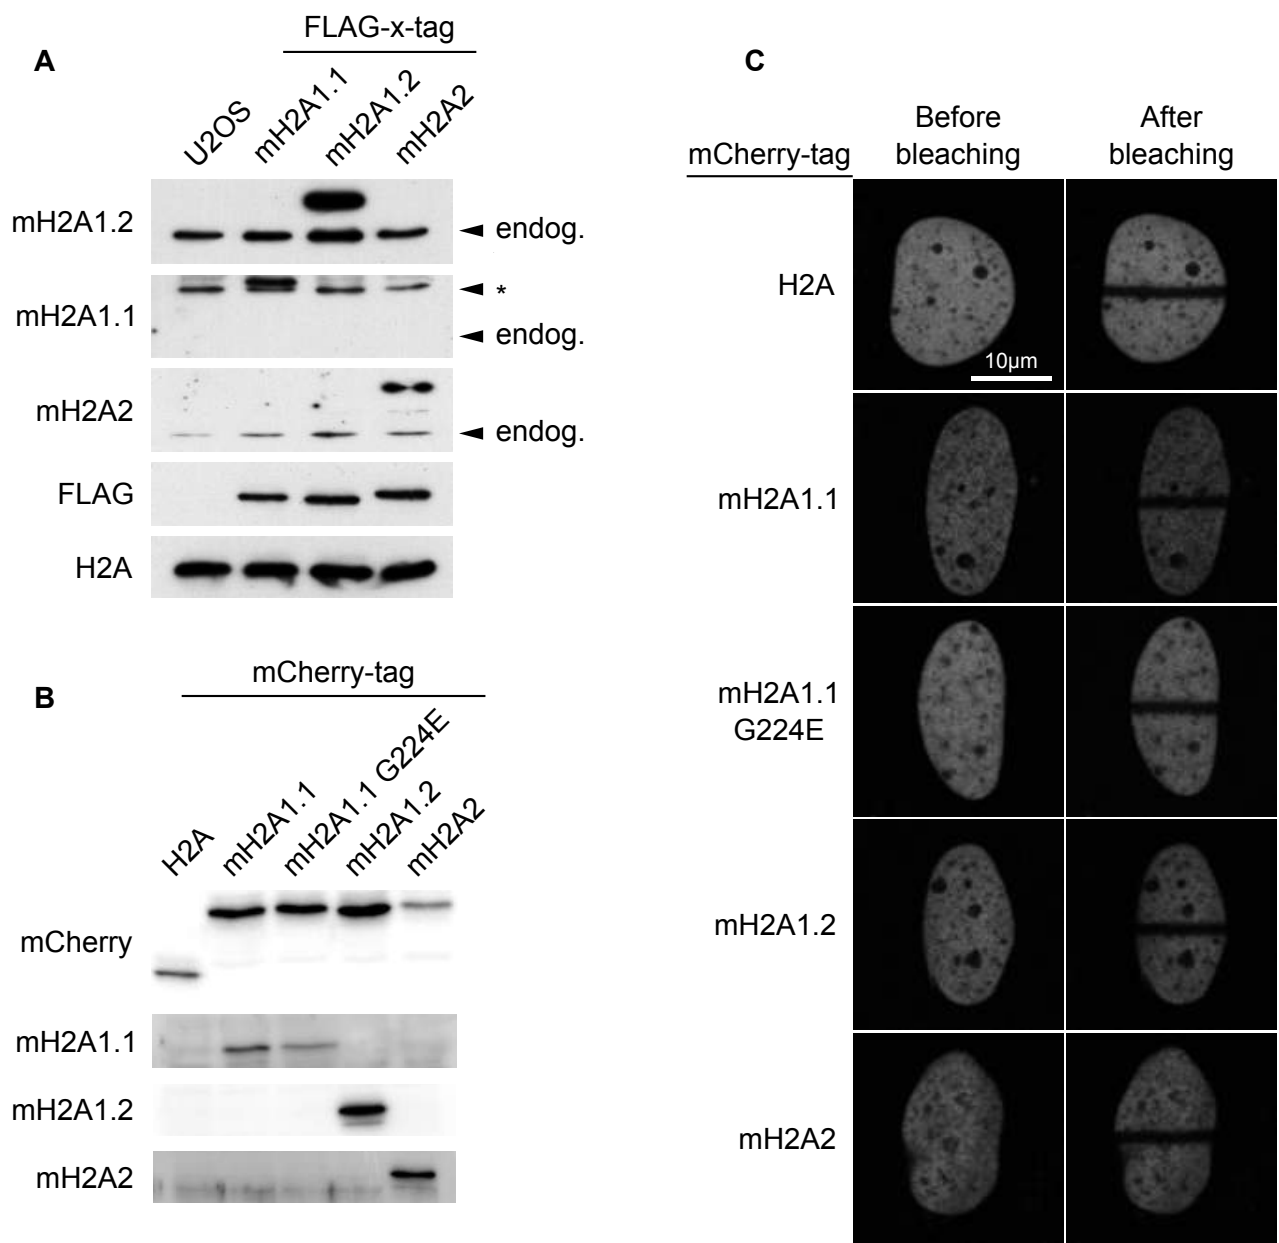 A
FLAG-x-tag
U2OS
mH2A1.1
mH2A1.2
mH2A2
mH2A1.2
endog.
mH2A1.1
*
endog.
mH2A2
endog.
FLAG
H2A
B
mCherry-tag
H2A
mH2A1.1
mH2A1.1 G224E
mH2A1.2
mH2A2
mCherry
mH2A1.1
mH2A1.2
mH2A2
C
mCherry-tag
Before
bleaching
After
bleaching
H2A
10µm
mH2A1.1
mH2A1.1
G224E
mH2A1.2
mH2A2